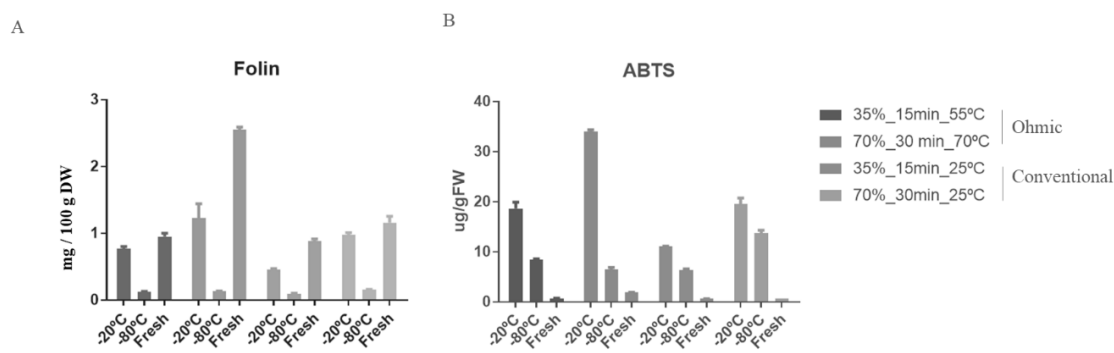 A
B
Folin
ABTS
mg / 100 g DW
3
2
1
0
-20ºC
-80ºC
Fresh
-20ºC
-80ºC
Fresh
-20ºC
-80ºC
Fresh
-20ºC
-80ºC
Fresh
ug/gFW
40
30
20
10
0
-20ºC
-80ºC
Fresh
-20ºC
-80ºC
Fresh
-20ºC
-80ºC
Fresh
-20ºC
-80ºC
Fresh
35%_15min_55ºC
70%_30 min_70ºC
Ohmic
35%_15min_25ºC
70%_30min_25ºC
Conventional